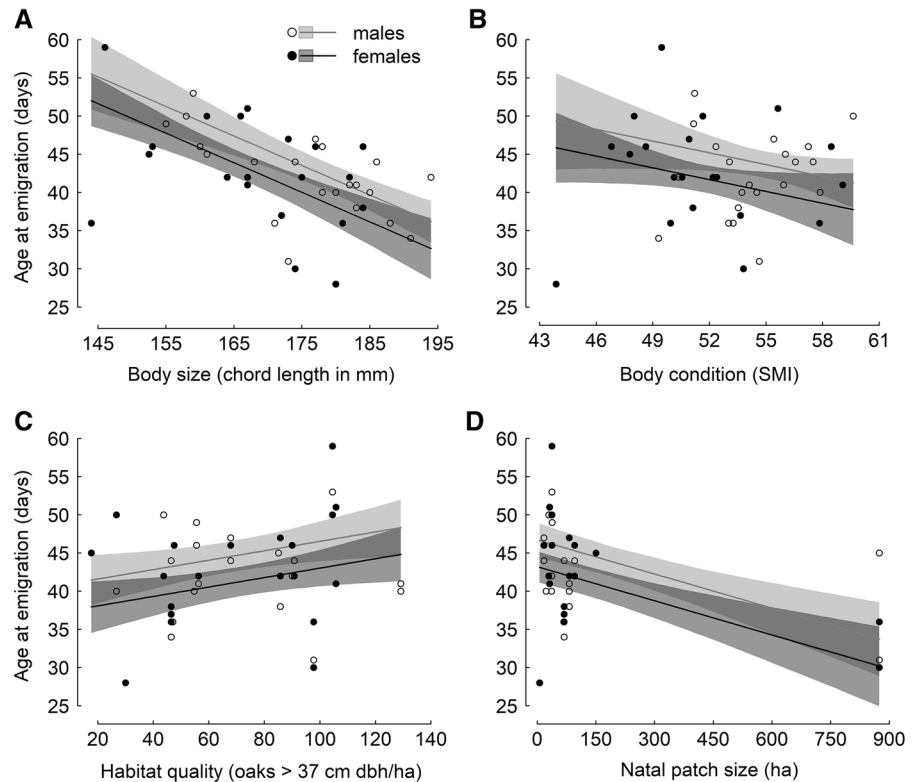 A
B
males
females
Age at emigration (days)
60
55
50
45
40
35
30
25
145 155 165 175 185 195
Body size (chord length in mm)
60
55
50
45
40
35
30
25
43 46 49 52 55 58 61
Body condition (SMI)
C
D
Age at emigration (days)
60
55
50
45
40
35
30
25
20 40 60 80 100 120 140
Habitat quality (oaks > 37 cm dbh/ha)
60
55
50
45
40
35
30
25
0 150 300 450 600 750 900
Natal patch size (ha)